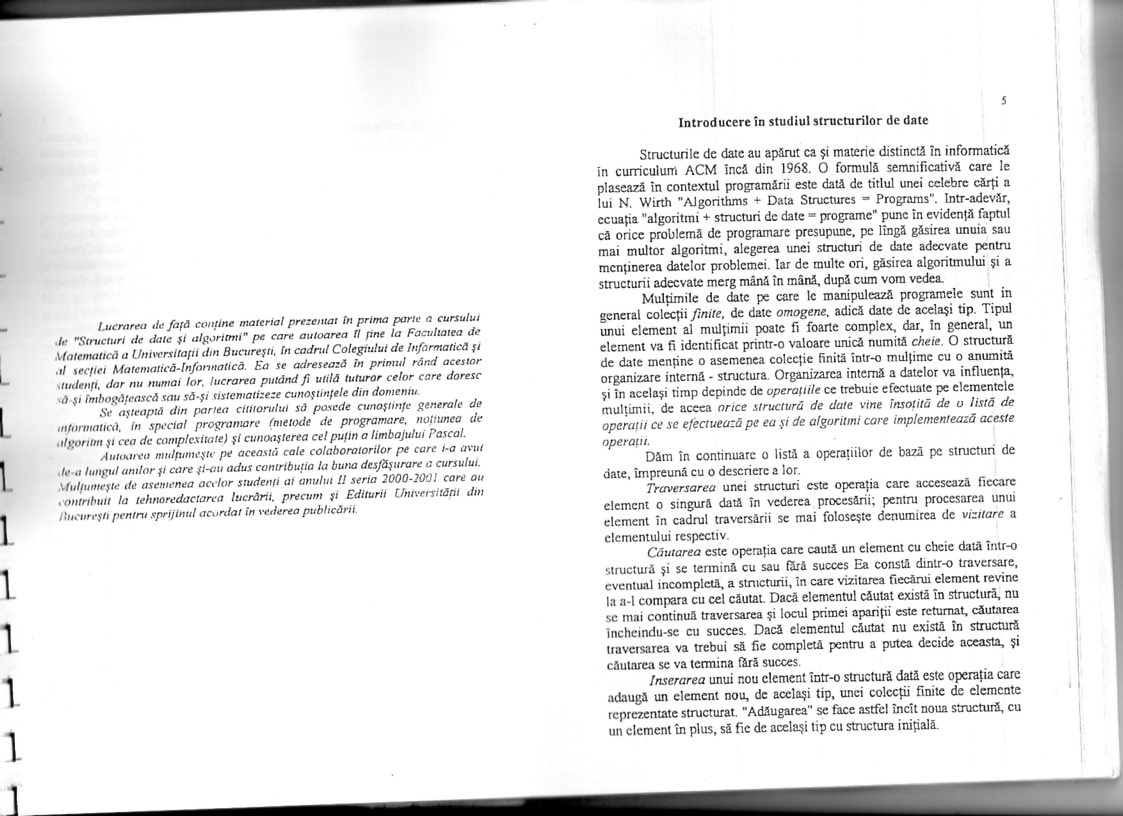 Lucrarea de față conține material prezentat în prima parte a cursului
de "Structuri de date și algoritmi" pe care autoarea îl ține la Facultatea de
Matematică a Universității din București, în cadrul Colegiului de Informatică și
al secției Matematică-Informatică. Ea se adresează în primul rând acestor
studenți, dar nu numai lor, lucrarea putând fi utilă tuturor celor care doresc
să-și îmbogățească sau să-și sistematizeze cunoștințele din domeniu.
Se așteaptă din partea cititorului să posede cunoștințe generale de
informatică, în special programare (metode de programare, noțiunea de
algoritm și cea de complexitate) și cunoașterea cel puțin a limbajului Pascal.
Autoarea mulțumește pe această cale colaboratorilor pe care i-a avut
de-a lungul anilor și care și-au adus contribuția la buna desfășurare a cursului.
Mulțumește de asemenea acelor studenți ai anului II seria 2000-2001 care au
contribuit la tehnoredactarea lucrării, precum și Editurii Universității din
București pentru sprijinul acordat în vederea publicării.
5
Introducere în studiul structurilor de date
Structurile de date au apărut ca și materie distinctă în informatică
în curriculum ACM încă din 1968. O formulă semnificativă care le
plasează în contextul programării este dată de titlul unei celebre cărți a
lui N. Wirth "Algorithms + Data Structures = Programs". Intr-adevăr,
ecuația "algoritmi + structuri de date = programe" pune în evidență faptul
că orice problemă de programare presupune, pe lîngă găsirea unuia sau
mai multor algoritmi, alegerea unei structuri de date adecvate pentru
menținerea datelor problemei. Iar de multe ori, găsirea algoritmului și a
structurii adecvate merg mână în mână, după cum vom vedea.
Mulțimile de date pe care le manipulează programele sunt in
general colecții finite, de date omogene, adică date de același tip. Tipul
unui element al mulțimii poate fi foarte complex, dar, în general, un
element va fi identificat printr-o valoare unică numită cheie. O structură
de date menține o asemenea colecție finită într-o mulțime cu o anumită
organizare internă - structura. Organizarea internă a datelor va influența,
și în același timp depinde de operațiile ce trebuie efectuate pe elementele
mulțimii, de aceea orice structură de date vine însoțită de o listă de
operații ce se efectuează pe ea și de algoritmi care implementează aceste
operații.
Dăm în continuare o listă a operațiilor de bază pe structuri de
date, împreună cu o descriere a lor.
Traversarea unei structuri este operația care accesează fiecare
element o singură dată în vederea procesării; pentru procesarea unui
element în cadrul traversării se mai folosește denumirea de vizitare a
elementului respectiv.
Căutarea este operația care caută un element cu cheie dată într-o
structură și se termină cu sau fără succes Ea constă dintr-o traversare,
eventual incompletă, a structurii, în care vizitarea fiecărui element revine
la a-l compara cu cel căutat. Dacă elementul căutat există în structură, nu
se mai continuă traversarea și locul primei apariții este returnat, căutarea
încheindu-se cu succes. Dacă elementul căutat nu există în structură
traversarea va trebui să fie completă pentru a putea decide aceasta, și
căutarea se va termina fără succes.
Inserarea unui nou element într-o structură dată este operația care
adaugă un element nou, de același tip, unei colecții finite de elemente
reprezentate structurat. "Adăugarea" se face astfel încît noua structură, cu
un element în plus, să fie de același tip cu structura inițială.